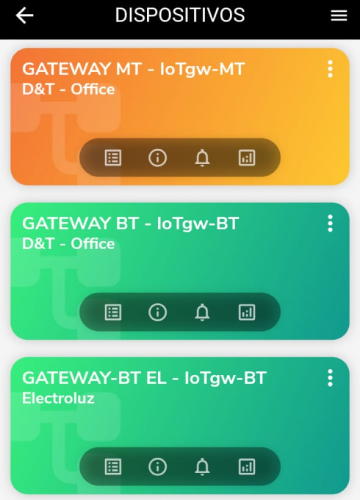 DISPOSITIVOS
GATEWAY MT - IoTgw-MT
D&T - Office
GATEWAY BT - IoTgw-BT
D&T - Office
GATEWAY-BT EL - IoTgw-BT
Electroluz